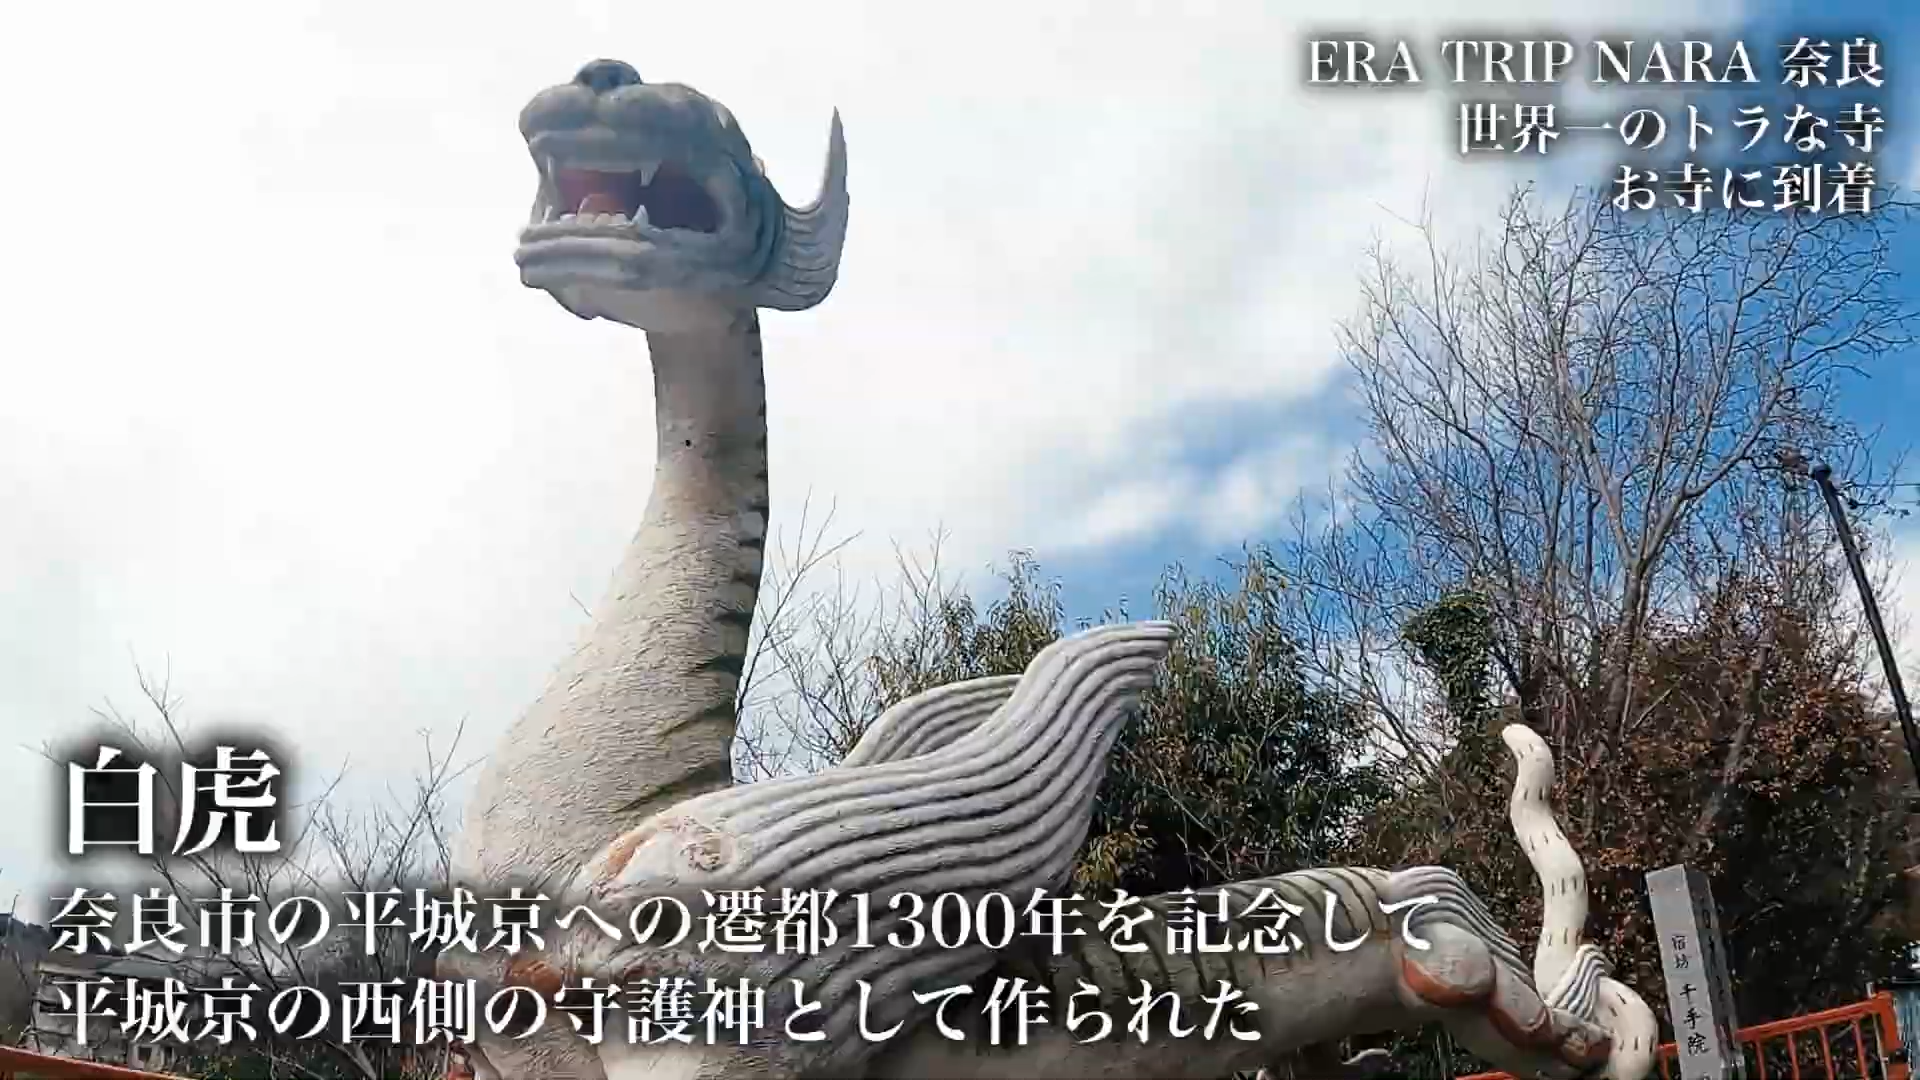 ERA TRIP NARA 奈良
世界一のトラな寺
お寺に到着
白虎
奈良市の平城京への遷都1300年を記念して
平城京の西側の守護神として作られた
宿坊 千手院